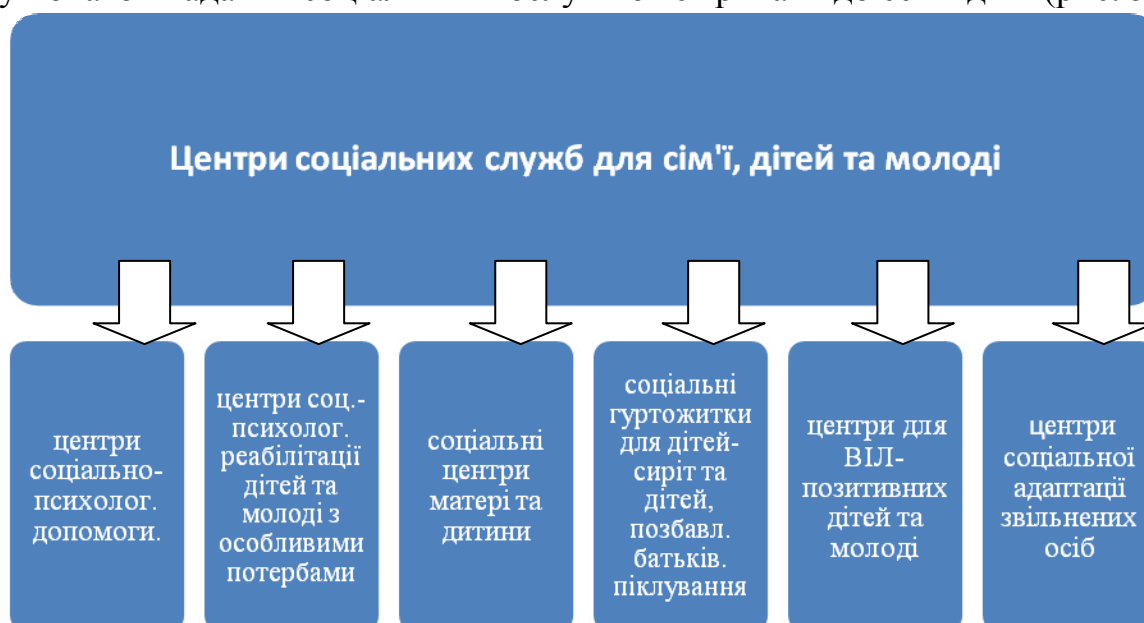 Центри соціальних служб для сім'ї, дітей та молоді
центри
соціально-
психолог.
допомоги.
центри соц.-
психолог.
реабілітації
дітей та
молоді з
особливими
потербами
соціальні
центри
матері та
дитини
соціальні
гуртожитки
для дітей-
сиріт та
дітей,
позбавл.
батьків.
піклування
центри для
ВІЛ-
позитивних
дітей та
молоді
центри
соціальної
адаптації
звільнених
осіб